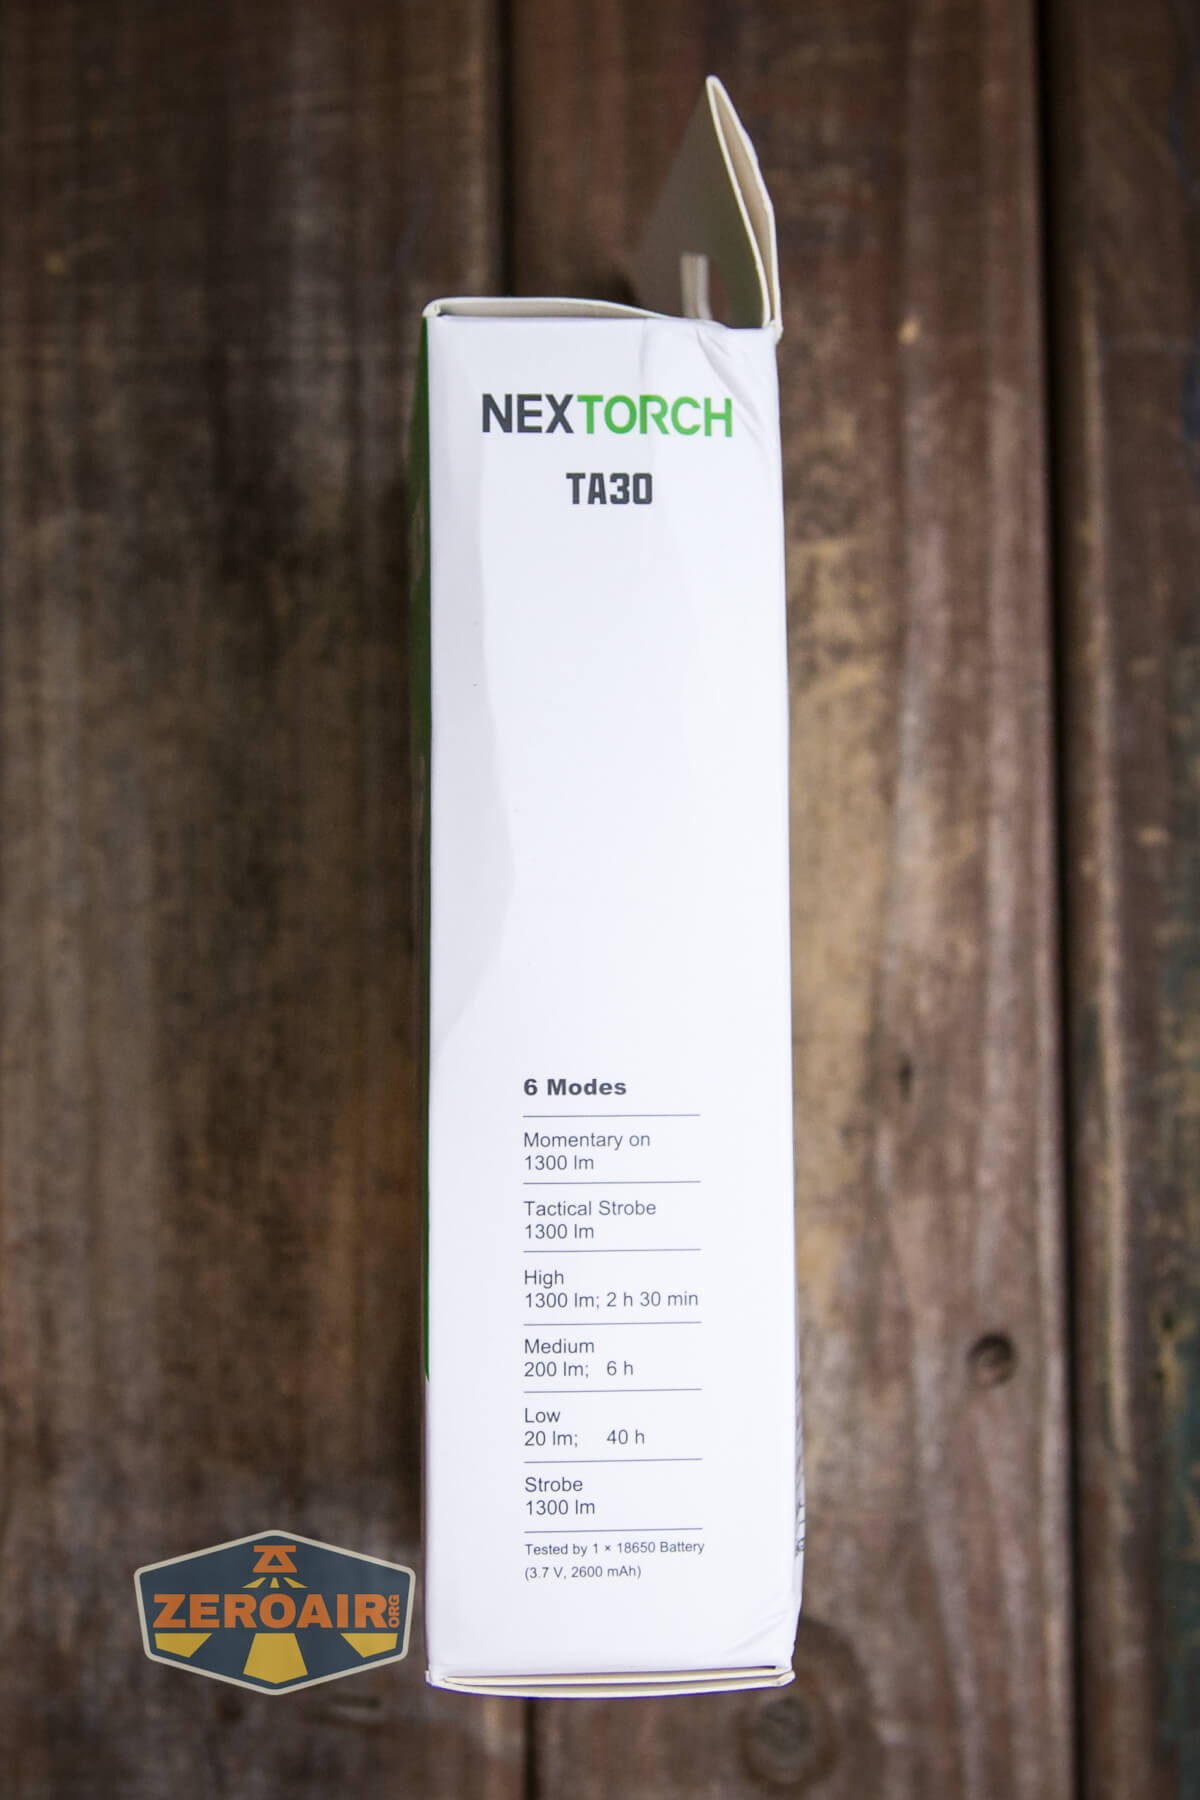 NEXTORCH
TA30
6 Modes
Momentary on
1300 lm
Tactical Strobe
1300 lm
High
1300 lm; 2 h 30 min
Medium
200 lm; 6 h
Low
20 lm; 40 h
Strobe
1300 lm
Tested by 1 × 18650 Battery
(3.7 V, 2600 mAh)
ZEROAIR.ORG